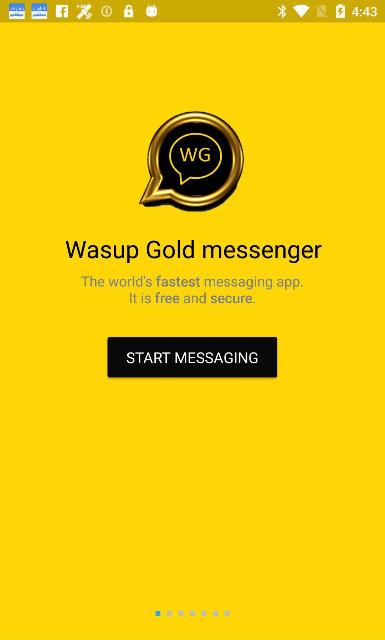 4:43
WG
Wasup Gold messenger
The world's fastest messaging app.
It is free and secure.
START MESSAGING